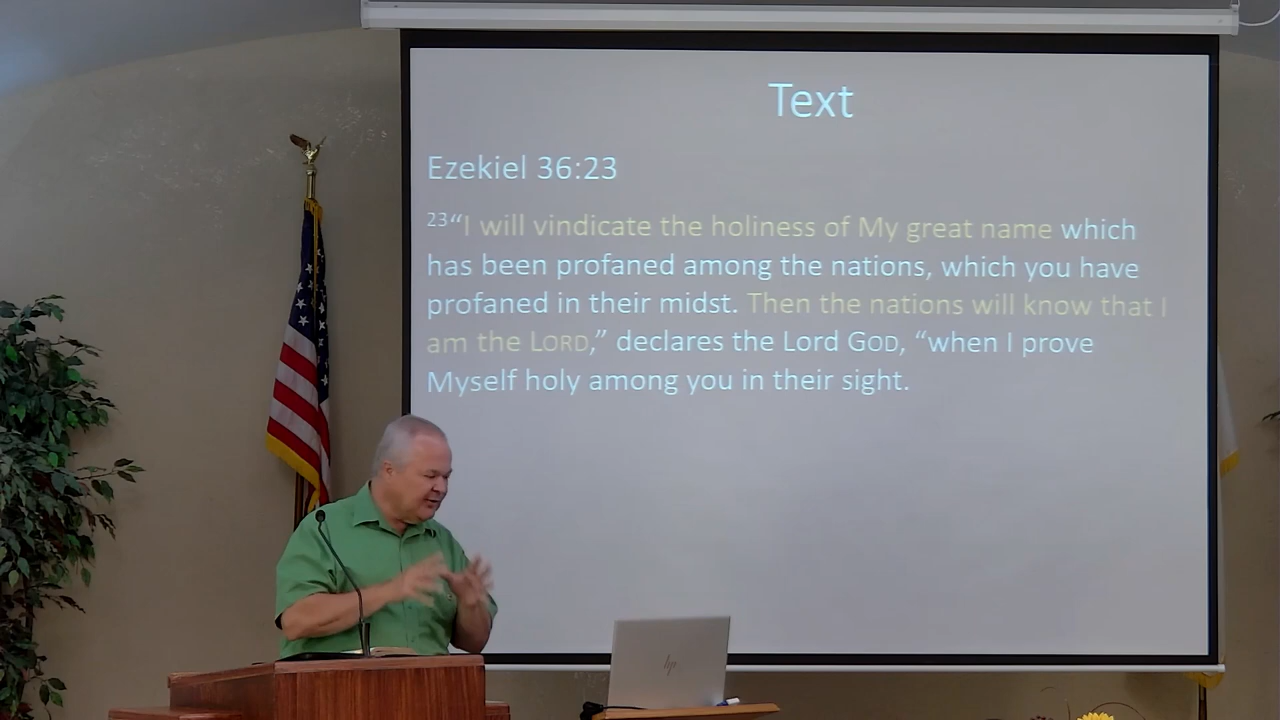 Text
Ezekiel 36:23
23“I will vindicate the holiness of My great name which
has been profaned among the nations, which you have
profaned in their midst. Then the nations will know that I
am the LORD,” declares the Lord GOD, “when I prove
Myself holy among you in their sight.
hp